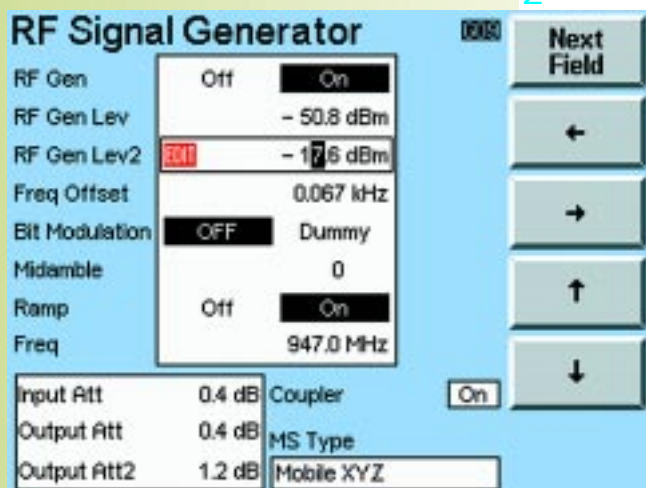 2
RF Signal Generator
Next
Field
RF Gen Off On
RF Gen Lev - 50.8 dBm
RF Gen Lev2 EDIT - 17.6 dBm
Freq Offset 0.067 kHz
Bit Modulation OFF Dummy
Midamble 0
Ramp Off On
Freq 947.0 MHz
Input Att 0.4 dB
Output Att 0.4 dB
Output Att2 1.2 dB
Coupler On
MS Type
Mobile XYZ